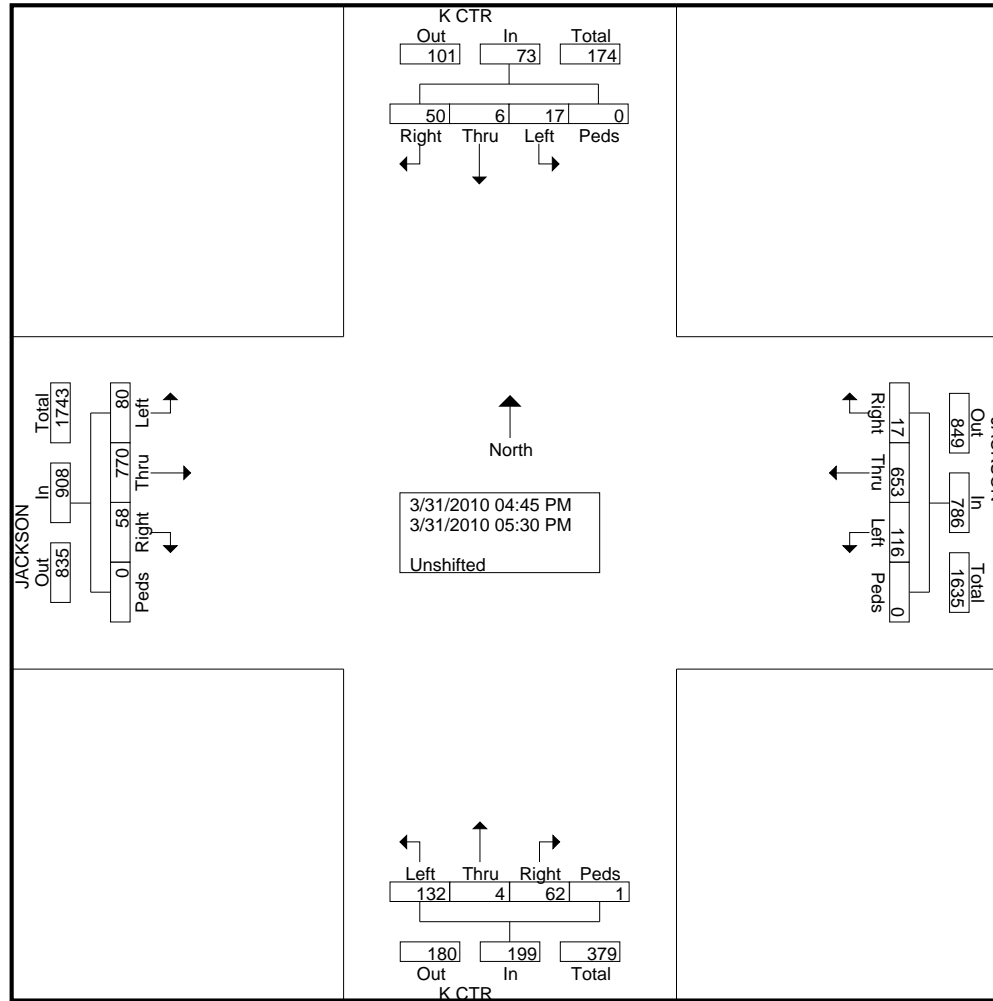 K CTR
Out In Total
101 73 174
50 6 17 0
Right Thru Left Peds
Total 1743
In 908
Out 835
JACKSON
Left 80
Thru 770
Right 58
Peds 0
North
3/31/2010 04:45 PM
3/31/2010 05:30 PM
Unshifted
Right 17
Thru 653
Left 116
Peds 0
Out 849
In 786
Total 1635
Left Thru Right Peds
132 4 62 1
180 199 379
Out In Total
K CTR